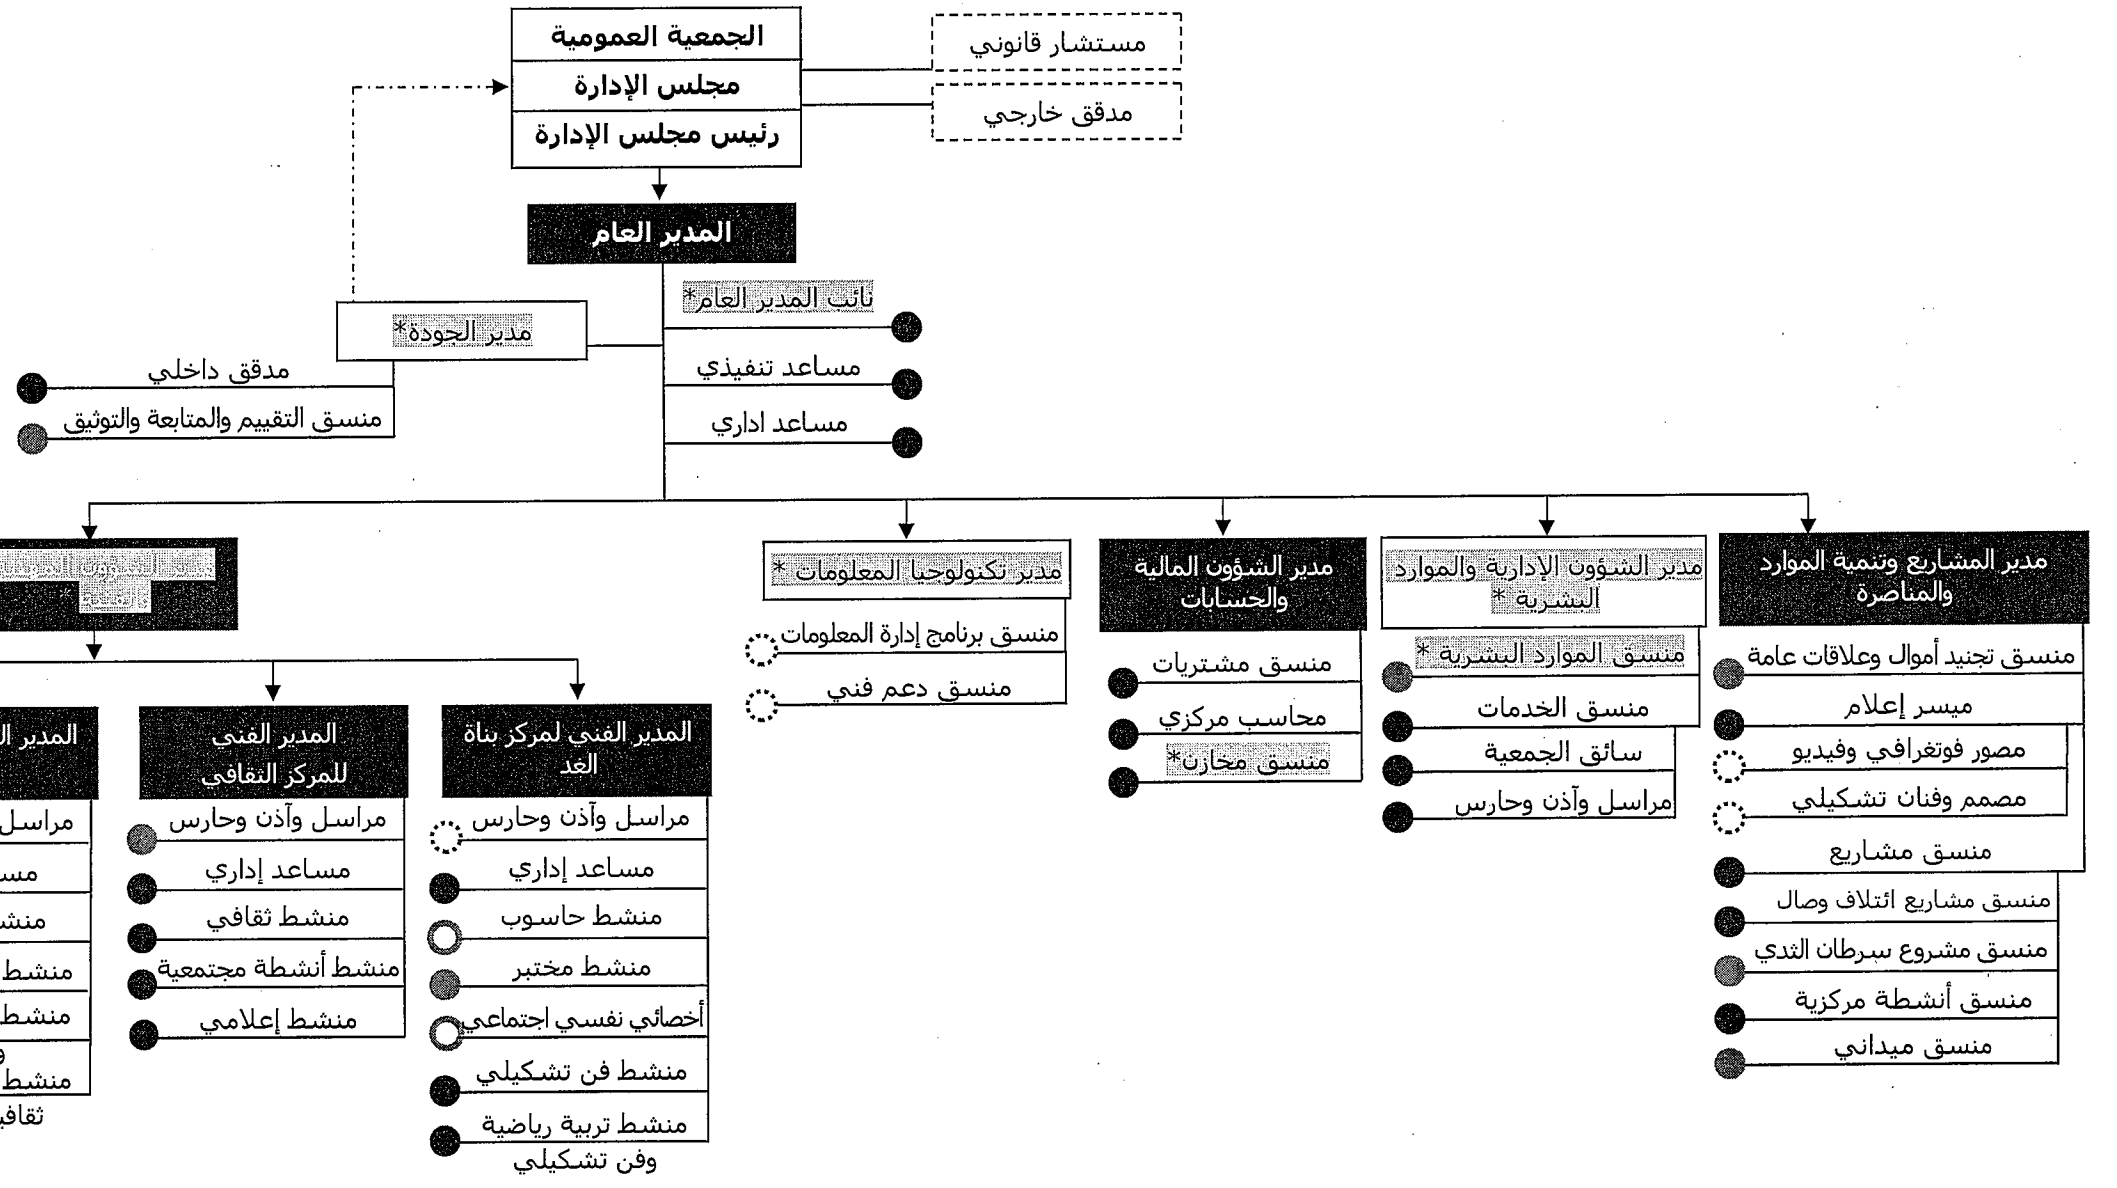 الجمعية العمومية
مجلس الإدارة
رئيس مجلس الإدارة
مستشار قانوني
مدقق خارجي
المدير العام
نائب المدير العام*
مساعد تنفيذي
مساعد اداري
مدير الجودة*
مدقق داخلي
منسق التقييم والمتابعة والتوثيق
مدير المشاريع وتنمية الموارد
والمناصرة
منسق تجنيد أموال وعلاقات عامة
ميسر إعلام
مصور فوتغرافي وفيديو
مصمم وفنان تشكيلي
منسق مشاريع
منسق مشاريع ائتلاف وصال
منسق مشروع سرطان الثدي
منسق أنشطة مركزية
منسق ميداني
مدير الشؤون الإدارية والموارد
البشرية *
منسق الموارد البشرية *
منسق الخدمات
سائق الجمعية
مراسل وآذن وحارس
مدير الشؤون المالية
والحسابات
منسق مشتريات
محاسب مركزي
منسق مخازن*
مدير تكنولوجيا المعلومات *
منسق برنامج إدارة المعلومات
منسق دعم فني
المدير الفني لمركز بناة
الغد
مراسل وآذن وحارس
مساعد إداري
منشط حاسوب
منشط مختبر
أخصائي نفسي اجتماعي
منشط فن تشكيلي
منشط تربية رياضية
وفن تشكيلي
المدير الفني
للمركز الثقافي
مراسل وآذن وحارس
مساعد إداري
منشط ثقافي
منشط أنشطة مجتمعية
منشط إعلامي
المدير
مراسل
منشط
منشط
منشط